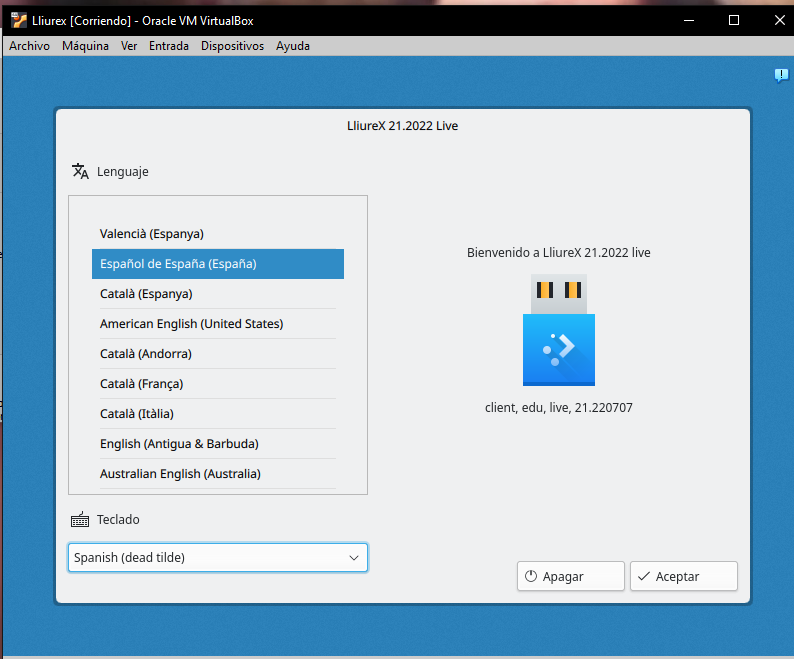 Lliurex [Corriendo] - Oracle VM VirtualBox
Archivo Máquina Ver Entrada Dispositivos Ayuda
LliureX 21.2022 Live
Lenguaje
Valencià (Espanya)
Español de España (España)
Català (Espanya)
American English (United States)
Català (Andorra)
Català (França)
Català (Itàlia)
English (Antigua & Barbuda)
Australian English (Australia)
Teclado
Spanish (dead tilde)
Bienvenido a LliureX 21.2022 live
client, edu, live, 21.220707
Apagar
Aceptar